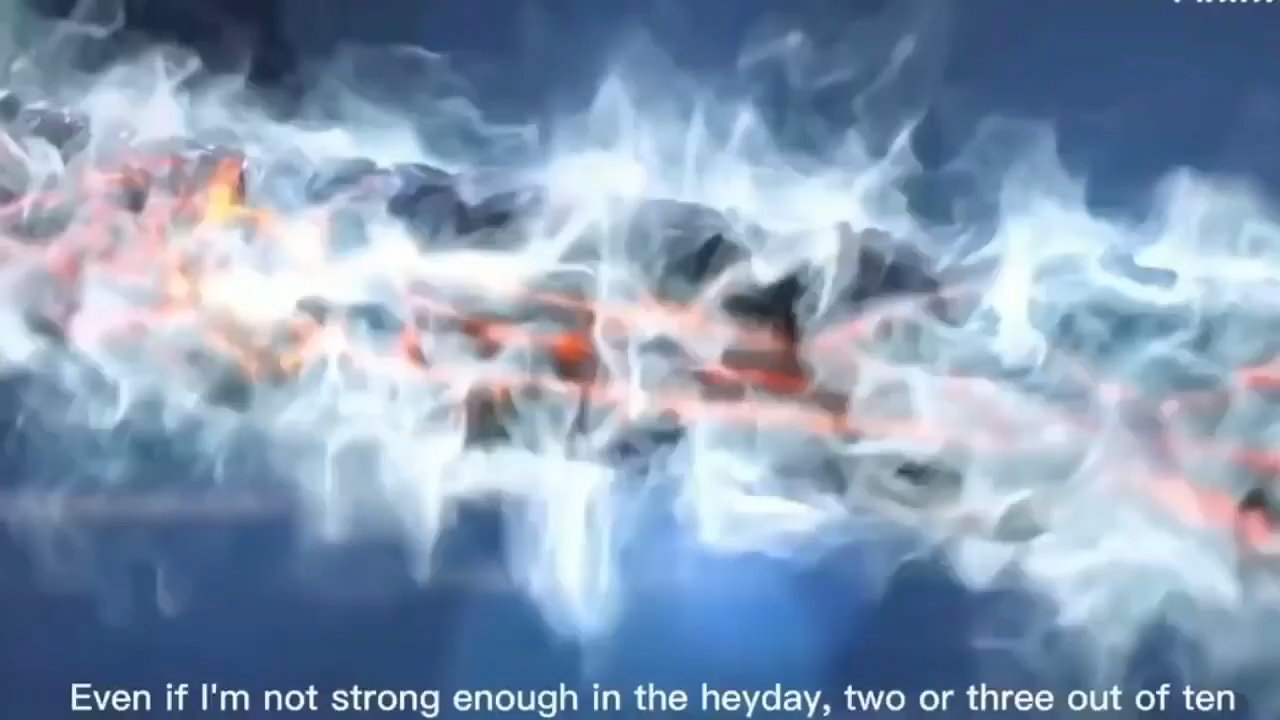 Even if I'm not strong enough in the heyday, two or three out of ten